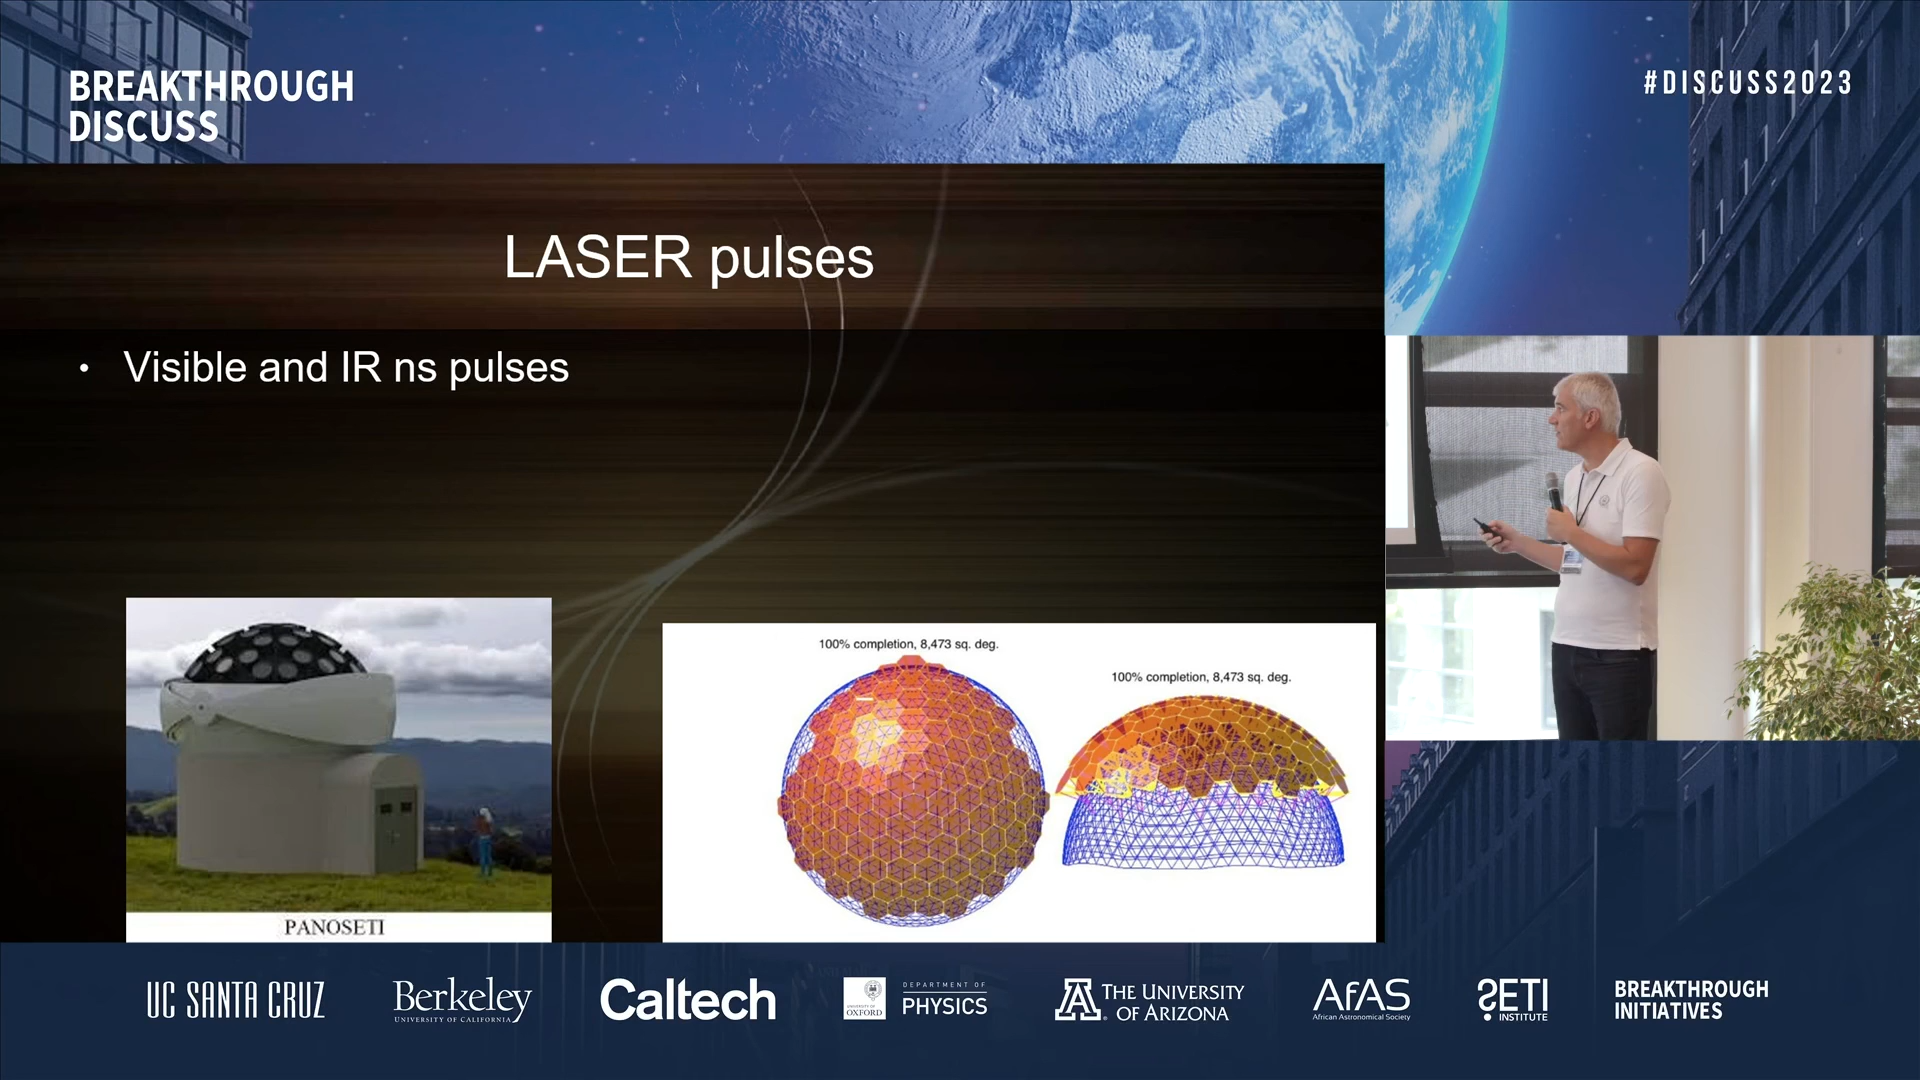 BREAKTHROUGH
DISCUSS
#DISCUSS2023
LASER pulses
• Visible and IR ns pulses
100% completion, 8,473 sq. deg.
100% completion, 8,473 sq. deg.
PANOSETI
UC SANTA CRUZ
Berkeley
UNIVERSITY OF CALIFORNIA
Caltech
UNIVERSITY OF
OXFORD
DEPARTMENT OF
PHYSICS
A
THE UNIVERSITY
OF ARIZONA
AfAS
African Astronomical Society
SETI
INSTITUTE
BREAKTHROUGH
INITIATIVES